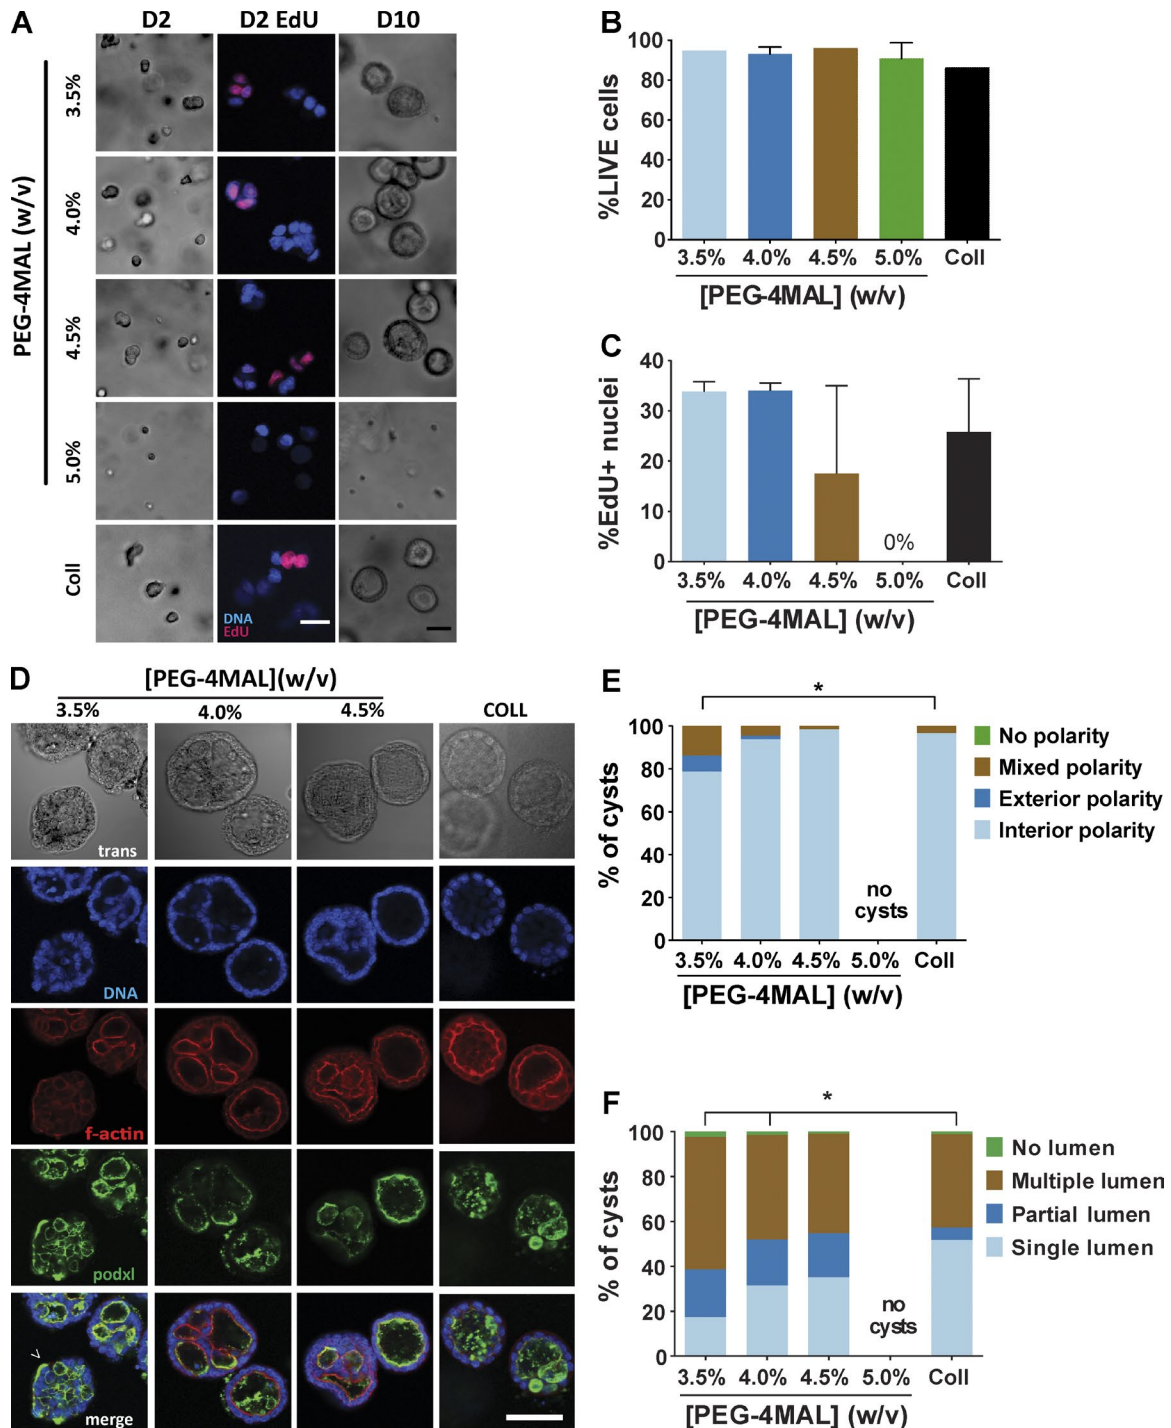 A
D2
D2 EdU
D10
PEG-4MAL (w/v)
3.5%
4.0%
4.5%
5.0%
Coll
DNA
EdU
B
%LIVE cells
100
80
60
40
20
0
3.5% 4.0% 4.5% 5.0% Coll
[PEG-4MAL] (w/v)
C
%EdU+ nuclei
40
30
20
10
0
0%
3.5% 4.0% 4.5% 5.0% Coll
[PEG-4MAL] (w/v)
D
[PEG-4MAL](w/v)
3.5% 4.0% 4.5% COLL
trans
DNA
f-actin
podxl
>
merge
E
*
% of cysts
100
80
60
40
20
0
no
cysts
3.5% 4.0% 4.5% 5.0% Coll
[PEG-4MAL] (w/v)
No polarity
Mixed polarity
Exterior polarity
Interior polarity
F
*
% of cysts
100
80
60
40
20
0
no
cysts
3.5% 4.0% 4.5% 5.0% Coll
[PEG-4MAL] (w/v)
No lumen
Multiple lumen
Partial lumen
Single lumen